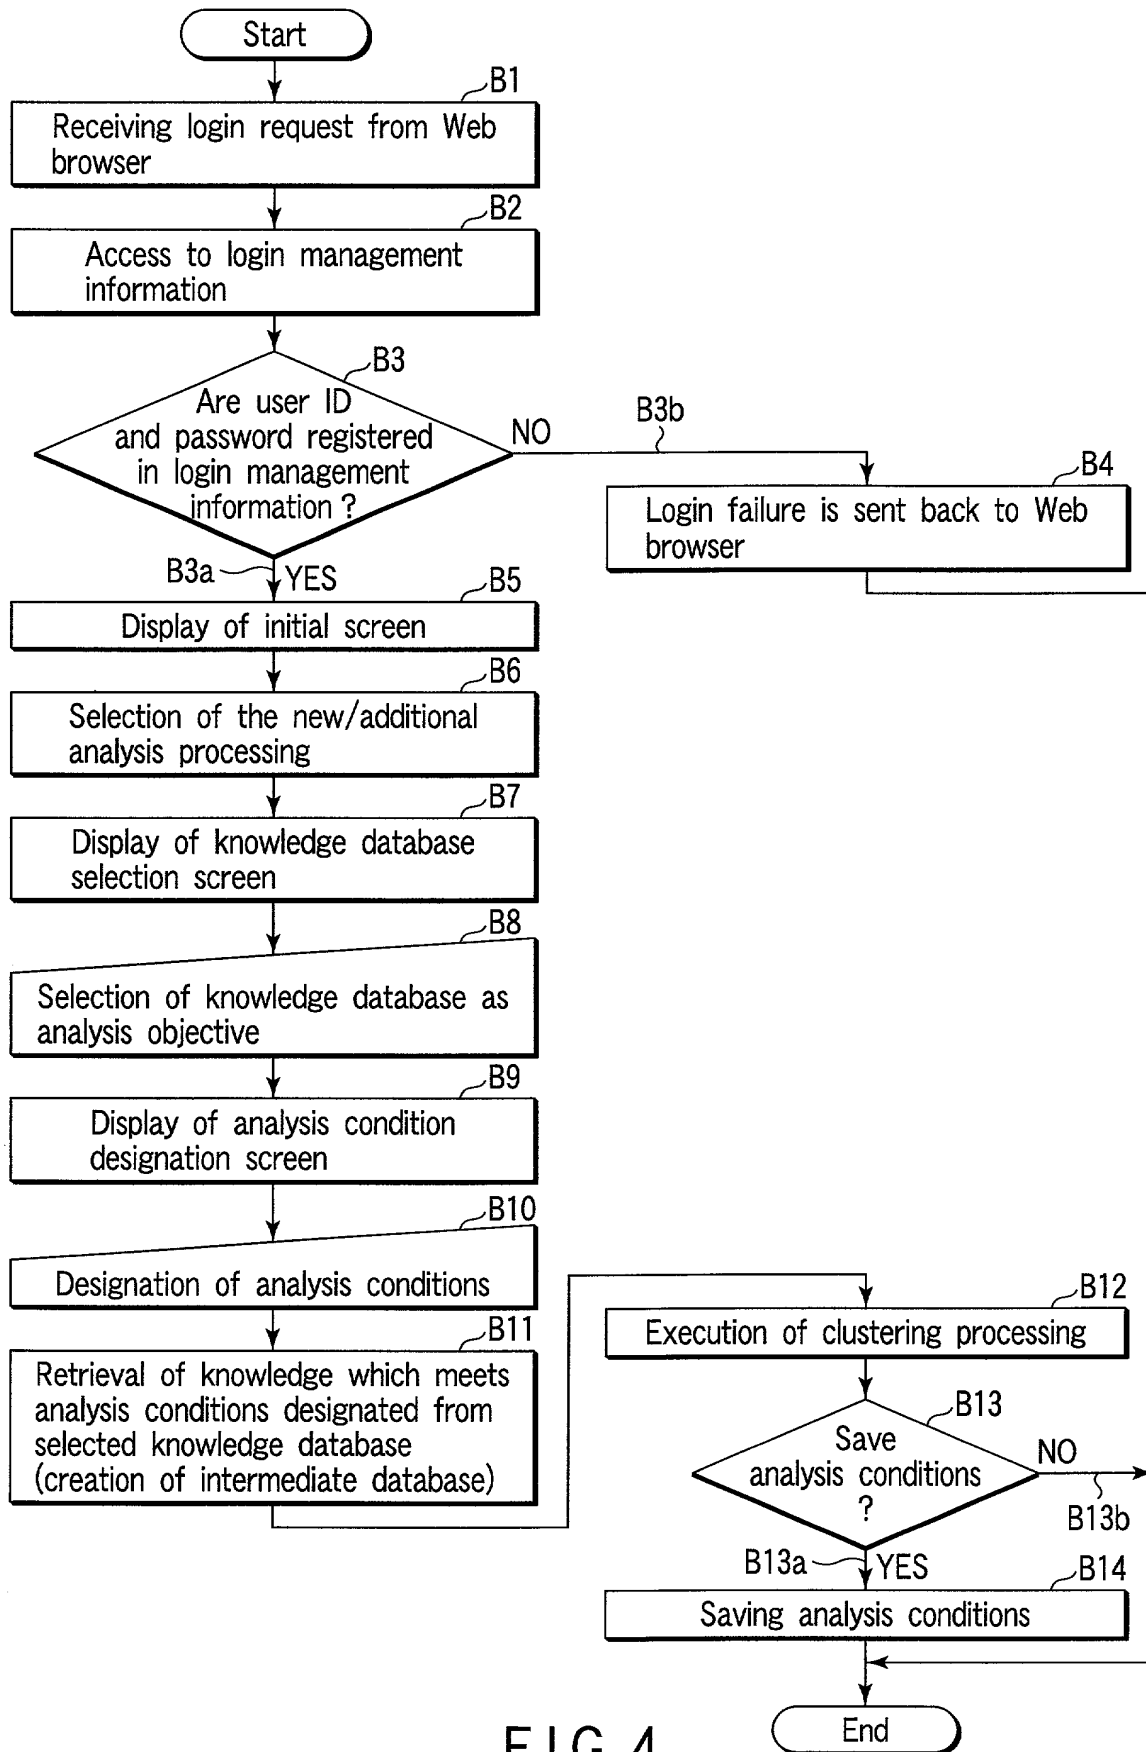 Start
B1
Receiving login request from Web
browser
B2
Access to login management
information
B3
Are user ID
and password registered
in login management
information ?
NO
B3b
B4
Login failure is sent back to Web
browser
B3a
YES
B5
Display of initial screen
B6
Selection of the new/additional
analysis processing
B7
Display of knowledge database
selection screen
B8
Selection of knowledge database as
analysis objective
B9
Display of analysis condition
designation screen
B10
Designation of analysis conditions
B11
Retrieval of knowledge which meets
analysis conditions designated from
selected knowledge database
(creation of intermediate database)
B12
Execution of clustering processing
B13
Save
analysis conditions
?
NO
B13b
B13a
YES
B14
Saving analysis conditions
End
FIG. 4